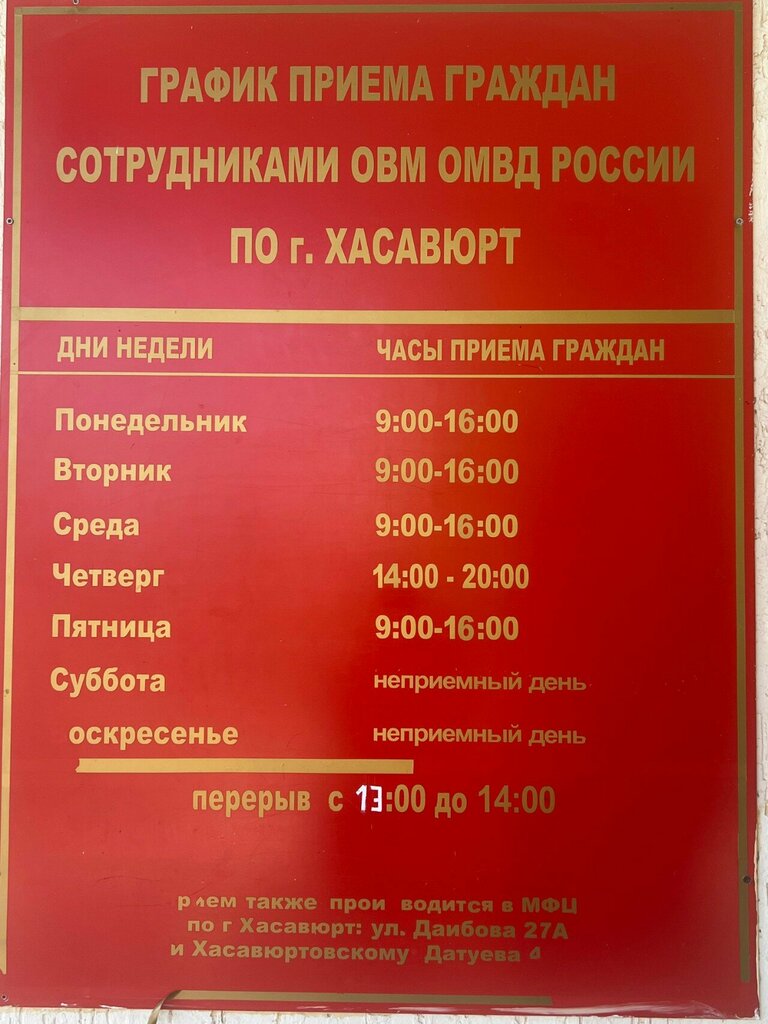 ГРАФИК ПРИЕМА ГРАЖДАН
СОТРУДНИКАМИ ОВМ ОМВД РОССИИ
ПО г. ХАСАВЮРТ
ДНИ НЕДЕЛИ ЧАСЫ ПРИЕМА ГРАЖДАН
Понедельник 9:00-16:00
Вторник 9:00-16:00
Среда 9:00-16:00
Четверг 14:00 - 20:00
Пятница 9:00-16:00
Суббота неприемный день
оскресенье неприемный день
перерыв с 13:00 до 14:00
также прои водится в МФЦ
по г Хасавюрт: ул. Даибова 27А
и Хасавюртовскому Датуева